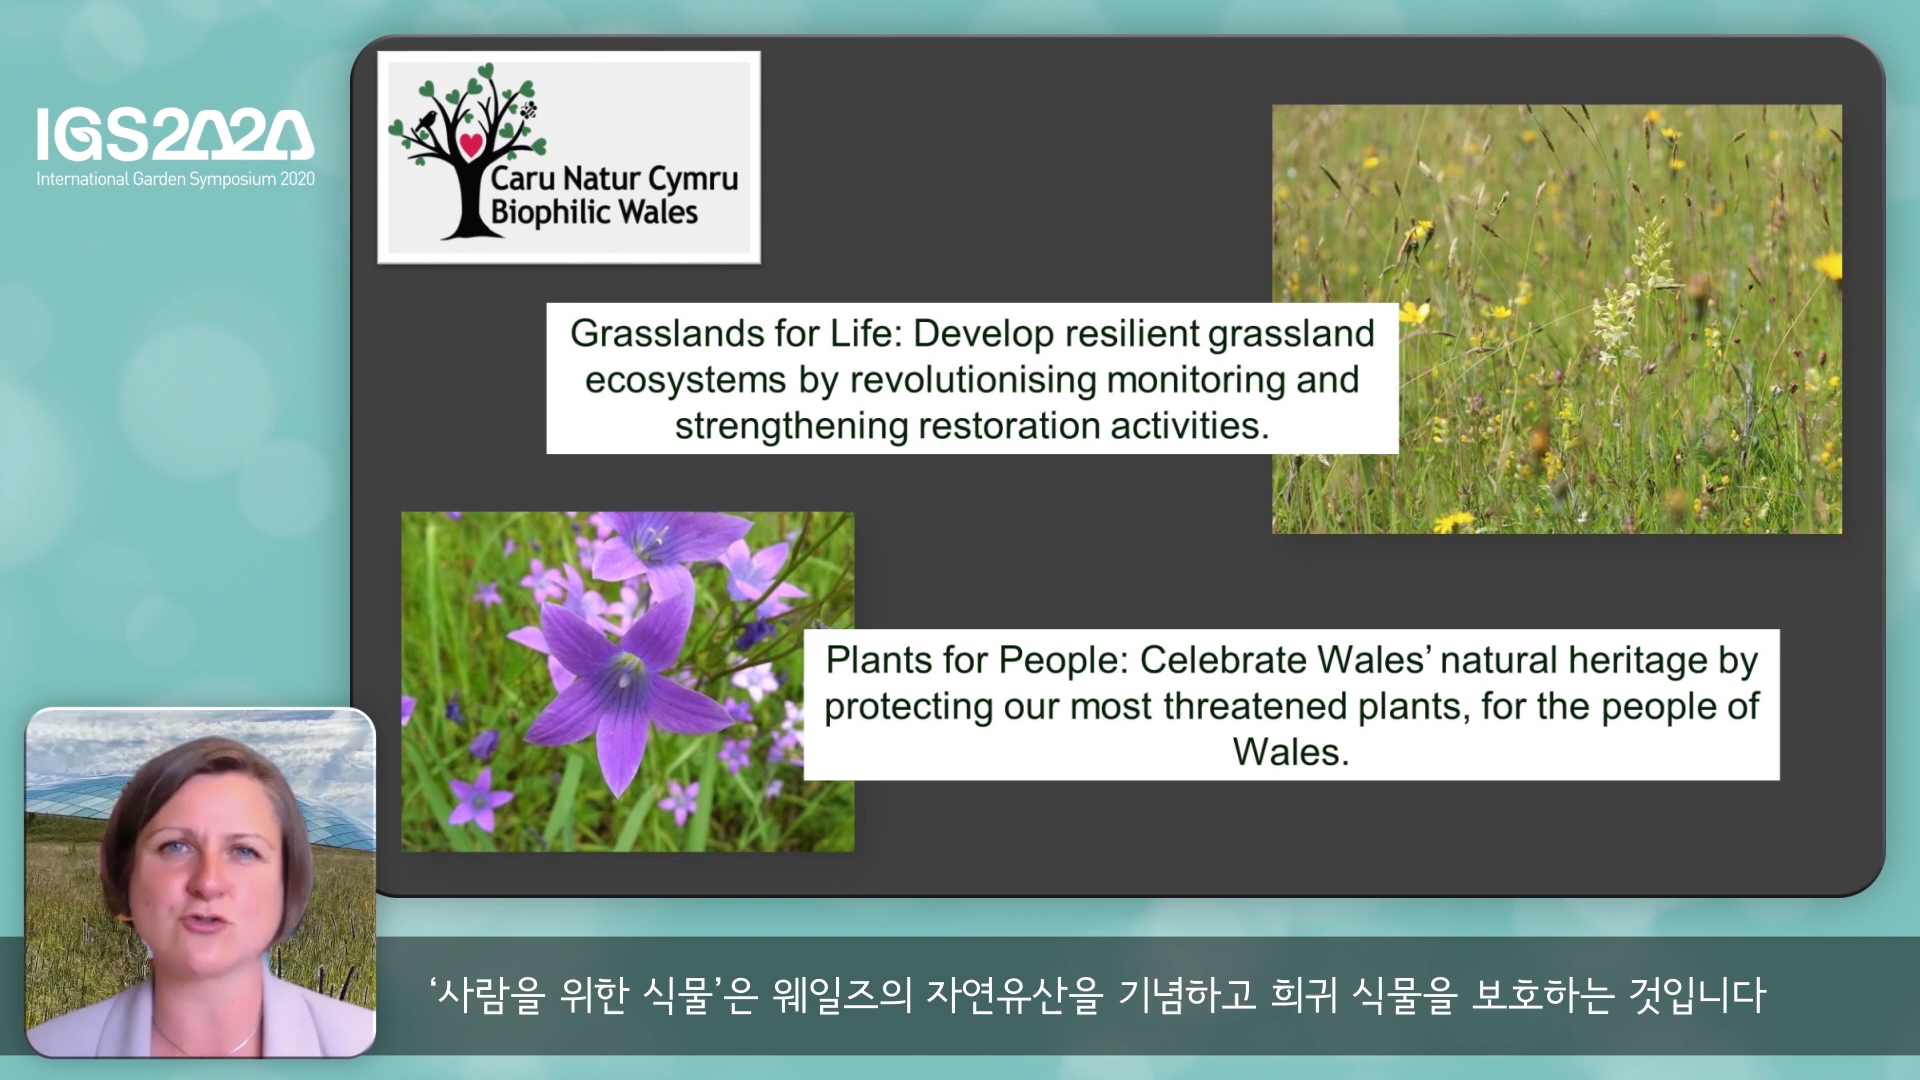 IGS2020
International Garden Symposium 2020
Caru Natur Cymru
Biophilic Wales
Grasslands for Life: Develop resilient grassland
ecosystems by revolutionising monitoring and
strengthening restoration activities.
Plants for People: Celebrate Wales’ natural heritage by
protecting our most threatened plants, for the people of
Wales.
‘사람을 위한 식물’은 웨일즈의 자연유산을 기념하고 희귀 식물을 보호하는 것입니다